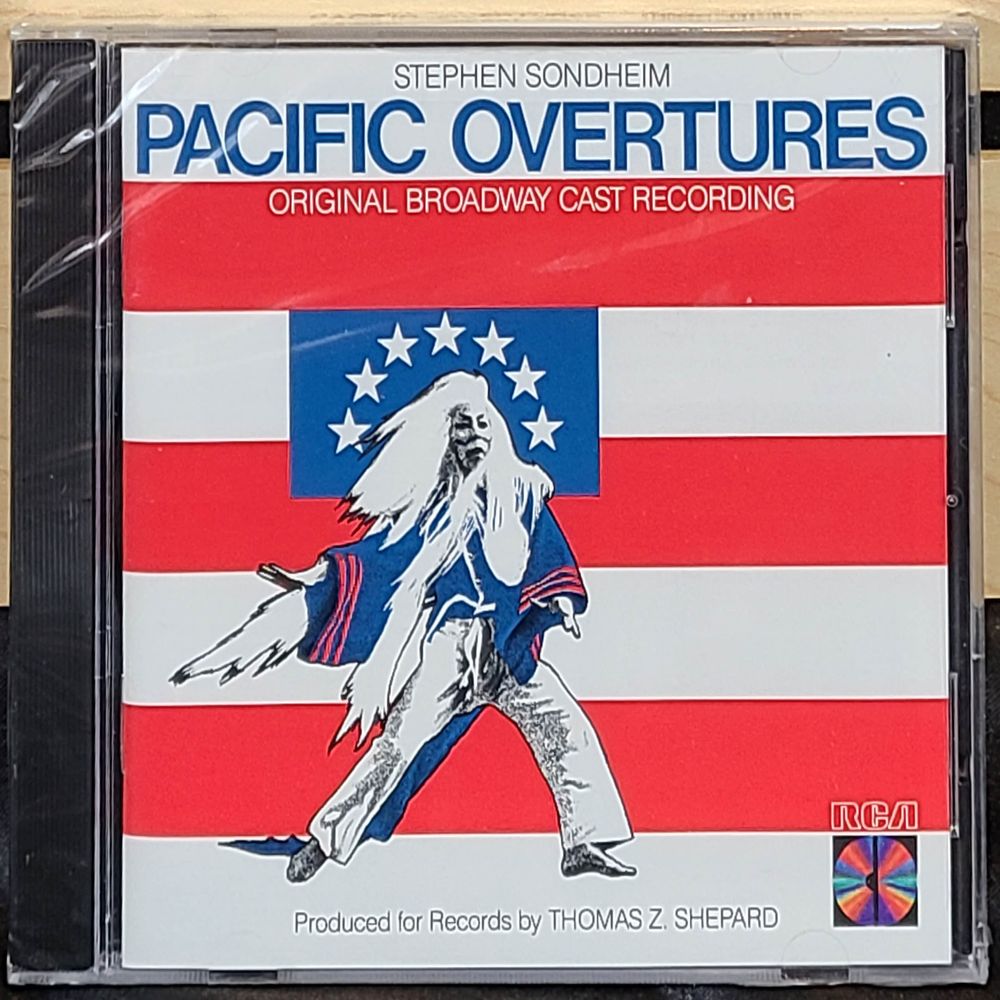 STEPHEN SONDHEIM
PACIFIC OVERTURES
ORIGINAL BROADWAY CAST RECORDING
RCA
Produced for Records by THOMAS Z. SHEPARD